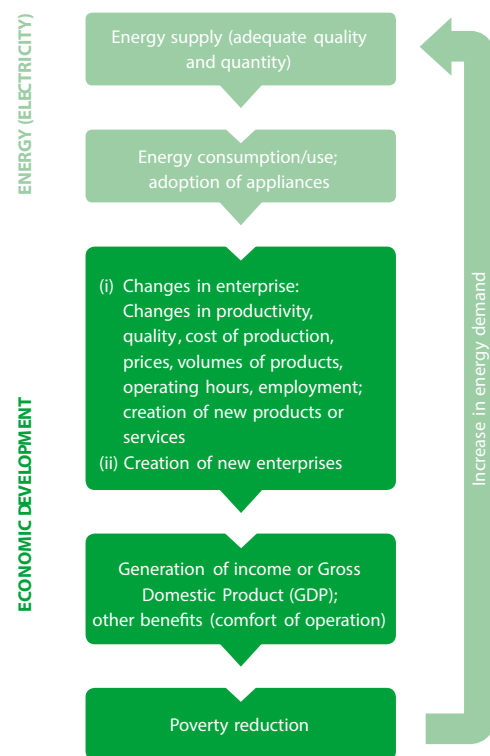 ENERGY (ELECTRICITY)
Energy supply (adequate quality
and quantity)
Energy consumption/use;
adoption of appliances
ECONOMIC DEVELOPMENT
(i) Changes in enterprise:
Changes in productivity,
quality, cost of production,
prices, volumes of products,
operating hours, employment;
creation of new products or
services
(ii) Creation of new enterprises
Generation of income or Gross
Domestic Product (GDP);
other benefits (comfort of operation)
Poverty reduction
Increase in energy demand